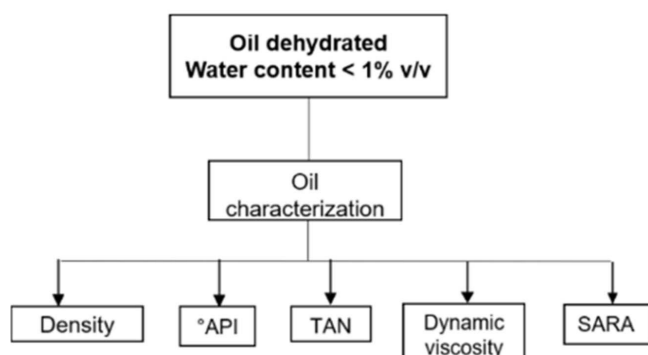 Oil dehydrated
Water content < 1% v/v
Oil
characterization
Density
°API
TAN
Dynamic
viscosity
SARA